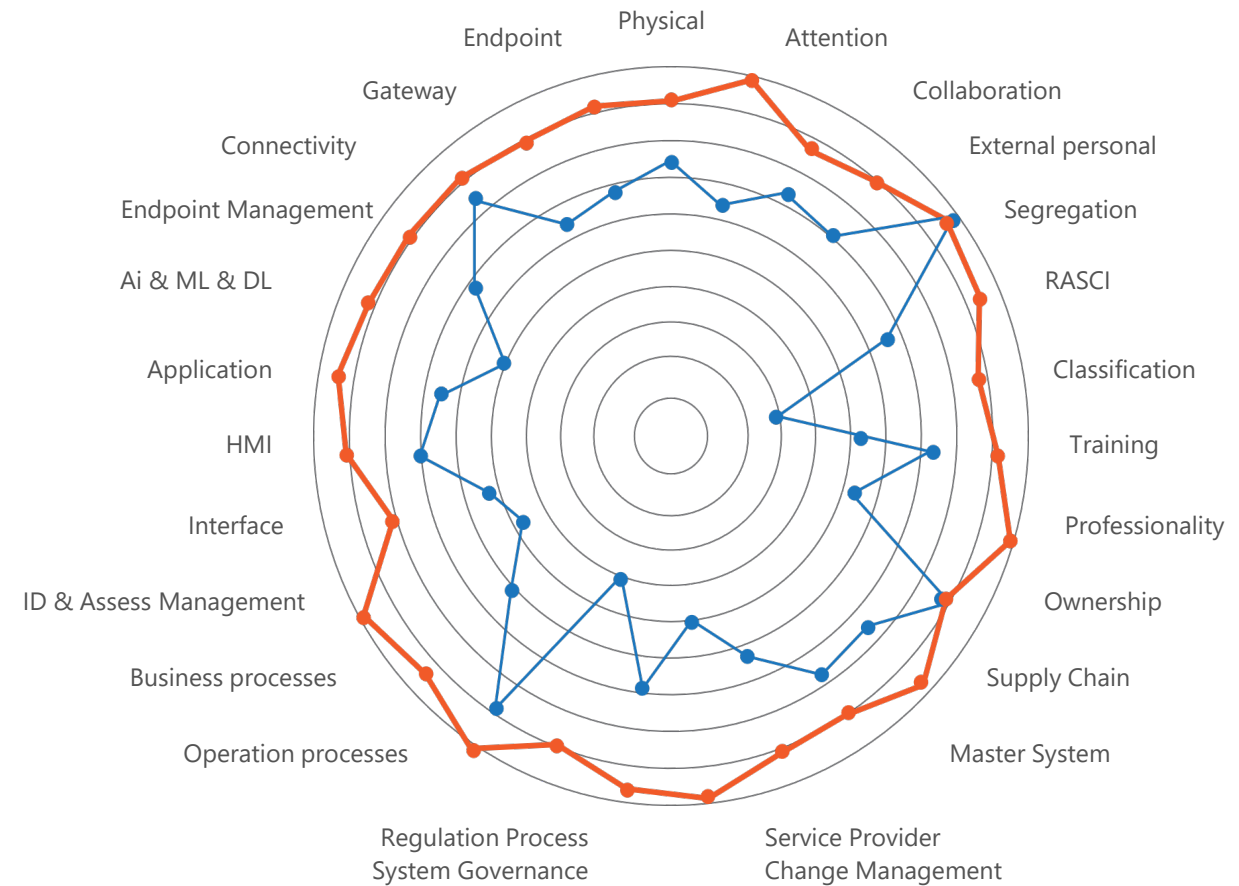 Physical
Endpoint
Attention
Gateway
Collaboration
Connectivity
External personal
Endpoint Management
Segregation
Ai & ML & DL
RASCI
Application
Classification
HMI
Training
Interface
Professionality
ID & Assess Management
Ownership
Business processes
Supply Chain
Operation processes
Master System
Regulation Process
System Governance
Service Provider
Change Management